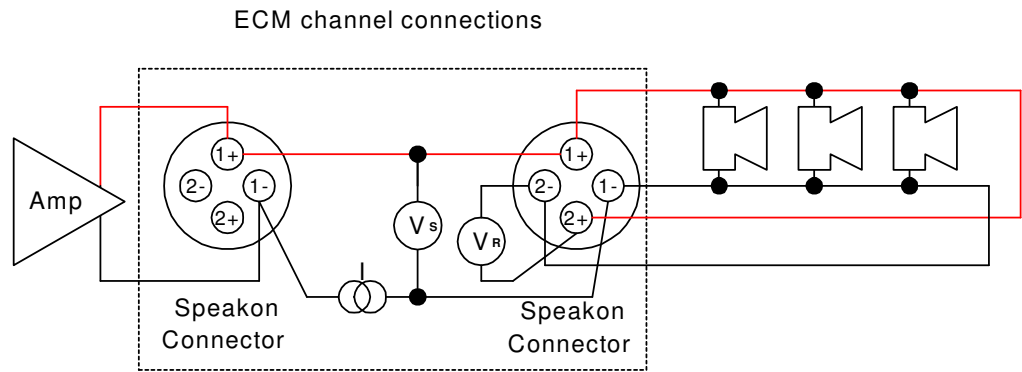 ECM channel connections
Amp
1+
2-
1-
2+
Speakon
Connector
I
VS
VR
1+
2-
1-
2+
Speakon
Connector